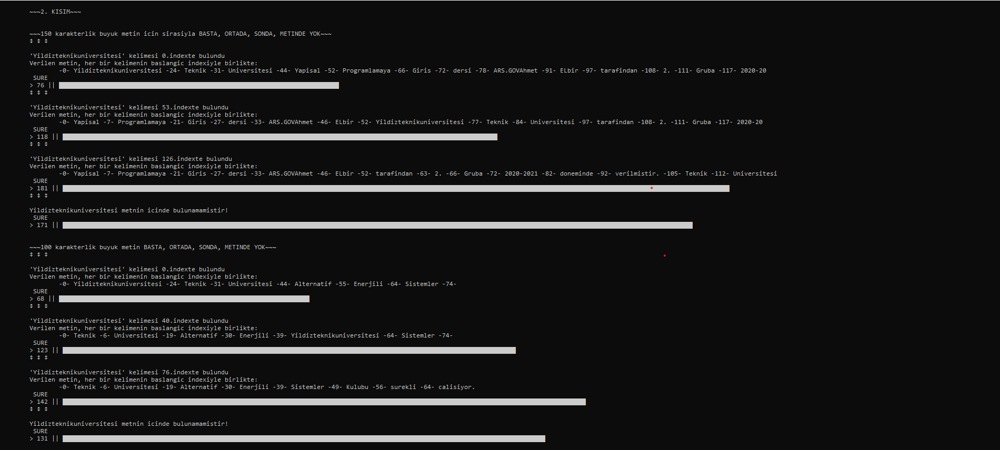 ~~~2. KISIM~~~
~~~150 karakterlik buyuk metin icin sirasiyla BASTA, ORTADA, SONDA, METINDE YOK~~~
↕ ↕ ↕
'Yildizteknikuniversitesi' kelimesi 0.indexte bulundu
Verilen metin, her bir kelimenin baslangic indexiyle birlikte:
-0- Yildizteknikuniversitesi -24- Teknik -31- Universitesi -44- Yapisal -52- Programlamaya -66- Giris -72- dersi -78- ARS.GOVAhmet -91- ELbir -97- tarafindan -108- 2. -111- Gruba -117- 2020-20
SURE
> 76 ||
↕ ↕ ↕
'Yildizteknikuniversitesi' kelimesi 53.indexte bulundu
Verilen metin, her bir kelimenin baslangic indexiyle birlikte:
-0- Yapisal -7- Programlamaya -21- Giris -27- dersi -33- ARS.GOVAhmet -46- ELbir -52- Yildizteknikuniversitesi -77- Teknik -84- Universitesi -97- tarafindan -108- 2. -111- Gruba -117- 2020-20
SURE
> 118 ||
↕ ↕ ↕
'Yildizteknikuniversitesi' kelimesi 126.indexte bulundu
Verilen metin, her bir kelimenin baslangic indexiyle birlikte:
-0- Yapisal -7- Programlamaya -21- Giris -27- dersi -33- ARS.GOVAhmet -46- ELbir -52- tarafindan -63- 2. -66- Gruba -72- 2020-2021 -82- doneminde -92- verilmistir. -105- Teknik -112- Universitesi
SURE
> 181 ||
↕ ↕ ↕
Yildizteknikuniversitesi metnin icinde bulunamamistir!
SURE
> 171 ||
~~~100 karakterlik buyuk metin BASTA, ORTADA, SONDA, METINDE YOK~~~
↕ ↕ ↕
'Yildizteknikuniversitesi' kelimesi 0.indexte bulundu
Verilen metin, her bir kelimenin baslangic indexiyle birlikte:
-0- Yildizteknikuniversitesi -24- Teknik -31- Universitesi -44- Alternatif -55- Enerjili -64- Sistemler -74-
SURE
> 68 ||
↕ ↕ ↕
'Yildizteknikuniversitesi' kelimesi 40.indexte bulundu
Verilen metin, her bir kelimenin baslangic indexiyle birlikte:
-0- Teknik -6- Universitesi -19- Alternatif -30- Enerjili -39- Yildizteknikuniversitesi -64- Sistemler -74-
SURE
> 123 ||
↕ ↕ ↕
'Yildizteknikuniversitesi' kelimesi 76.indexte bulundu
Verilen metin, her bir kelimenin baslangic indexiyle birlikte:
-0- Teknik -6- Universitesi -19- Alternatif -30- Enerjili -39- Sistemler -49- Kulubu -56- surekli -64- calisiyor.
SURE
> 142 ||
↕ ↕ ↕
Yildizteknikuniversitesi metnin icinde bulunamamistir!
SURE
> 131 ||